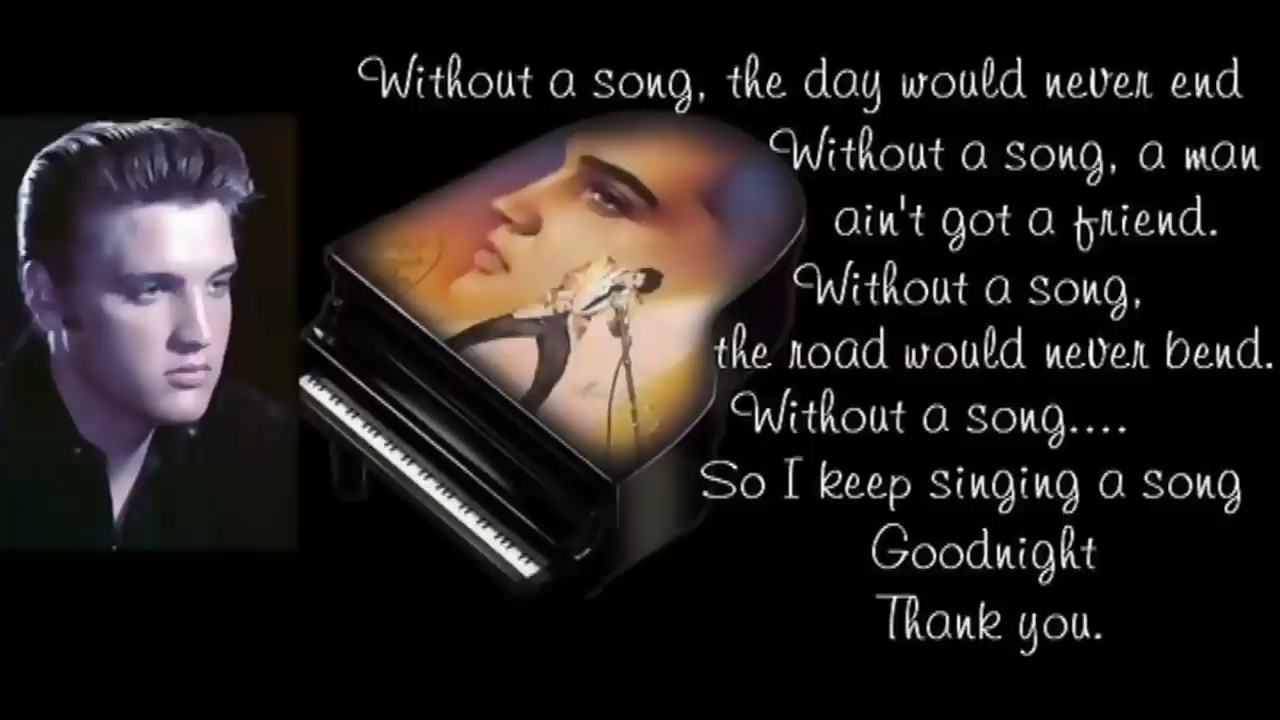 Without a song, the day would never end
Without a song, a man
ain't got a friend.
Without a song,
the road would never bend.
Without a song....
So I keep singing a song
Goodnight
Thank you.